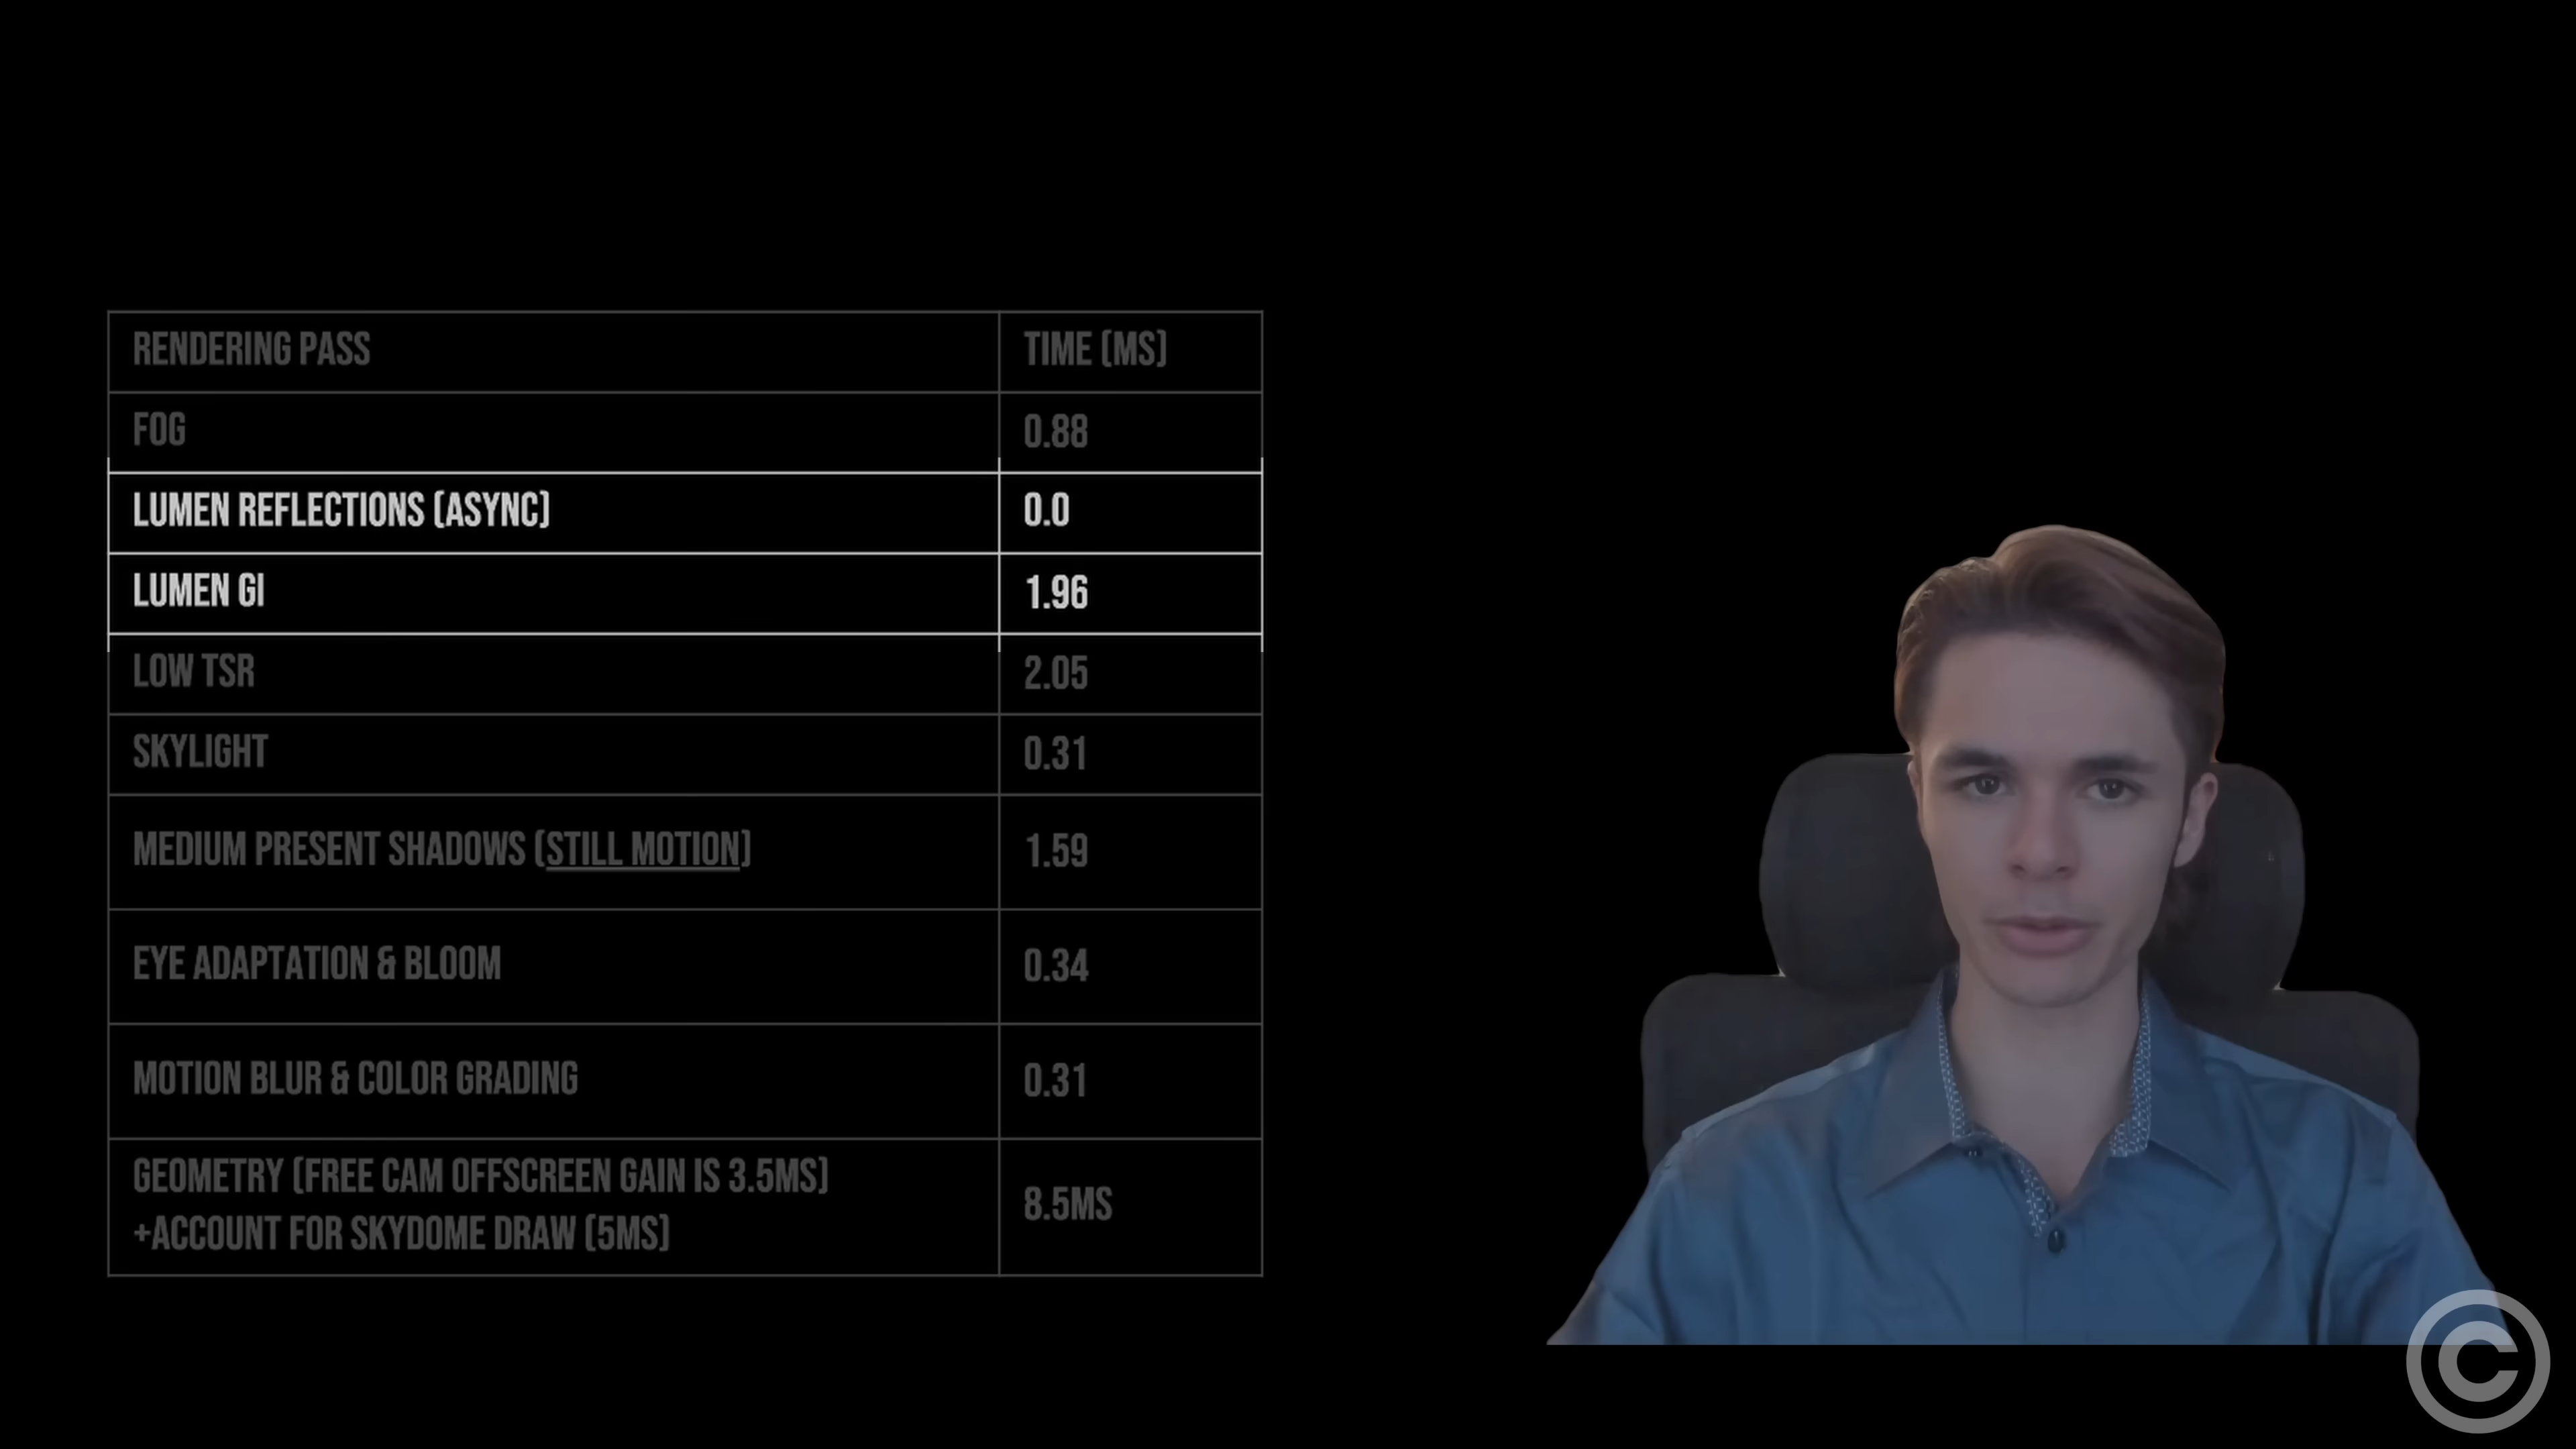 RENDERING PASS TIME (MS)
FOG 0.88
LUMEN REFLECTIONS (ASYNC) 0.0
LUMEN GI 1.96
LOW TSR 2.05
SKYLIGHT 0.31
MEDIUM PRESENT SHADOWS (STILL MOTION) 1.59
EYE ADAPTATION & BLOOM 0.34
MOTION BLUR & COLOR GRADING 0.31
GEOMETRY (FREE CAM OFFSCREEN GAIN IS 3.5MS)
+ACCOUNT FOR SKYDOME DRAW (5MS) 8.5MS
©